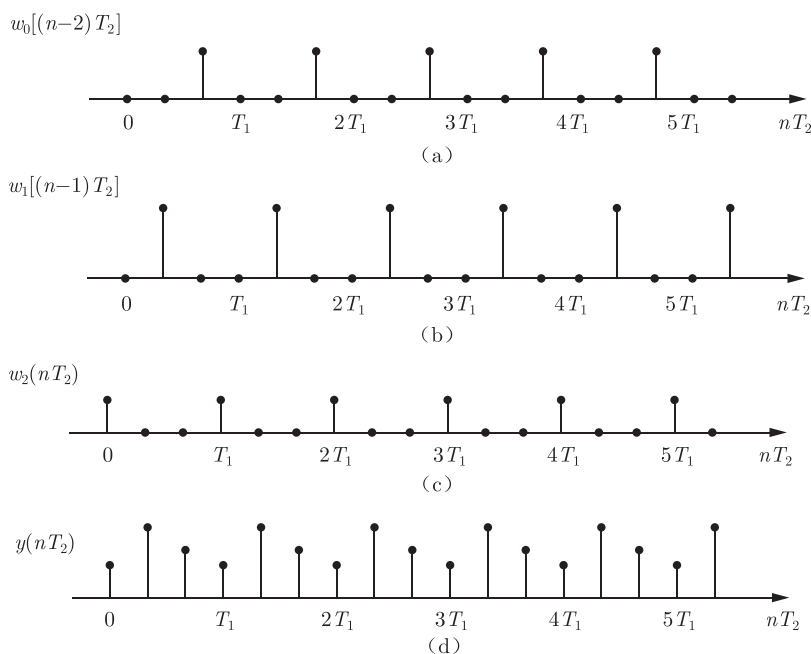 w₀[(n−2)T₂]
0 T₁ 2T₁ 3T₁ 4T₁ 5T₁ nT₂
(a)
w₁[(n−1)T₂]
0 T₁ 2T₁ 3T₁ 4T₁ 5T₁ nT₂
(b)
w₂(nT₂)
0 T₁ 2T₁ 3T₁ 4T₁ 5T₁ nT₂
(c)
y(nT₂)
0 T₁ 2T₁ 3T₁ 4T₁ 5T₁ nT₂
(d)